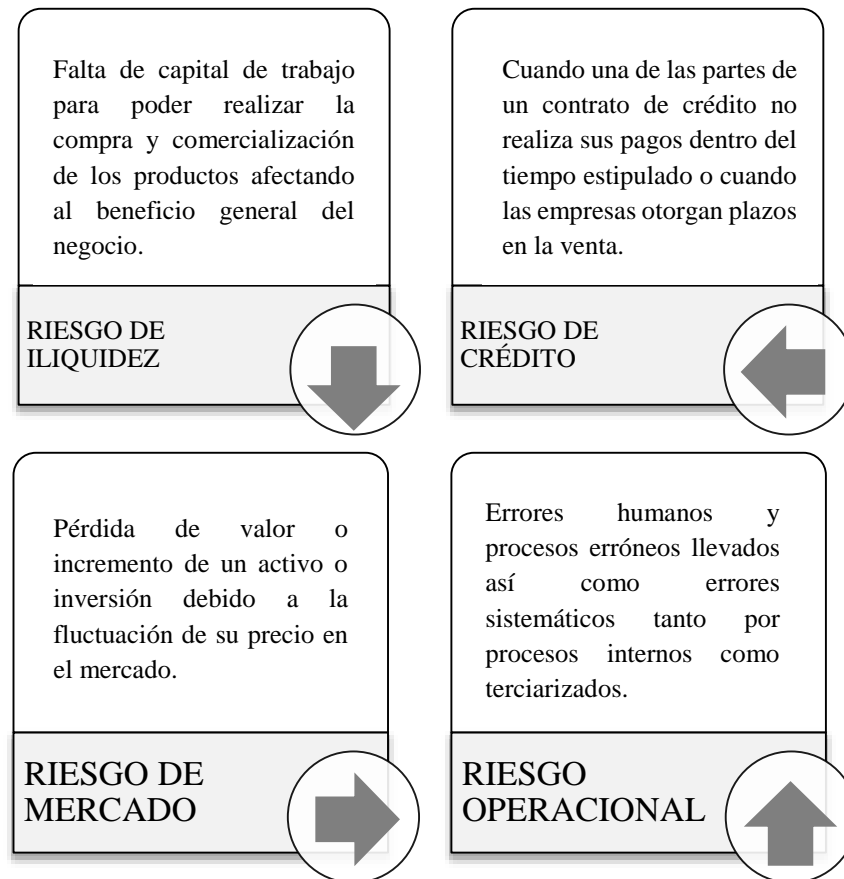 Falta de capital de trabajo
para poder realizar la
compra y comercialización
de los productos afectando
al beneficio general del
negocio.
RIESGO DE
ILIQUIDEZ
Cuando una de las partes de
un contrato de crédito no
realiza sus pagos dentro del
tiempo estipulado o cuando
las empresas otorgan plazos
en la venta.
RIESGO DE
CRÉDITO
Pérdida de valor o
incremento de un activo o
inversión debido a la
fluctuación de su precio en
el mercado.
RIESGO DE
MERCADO
Errores humanos y
procesos erróneos llevados
así como errores
sistemáticos tanto por
procesos internos como
terciarizados.
RIESGO
OPERACIONAL